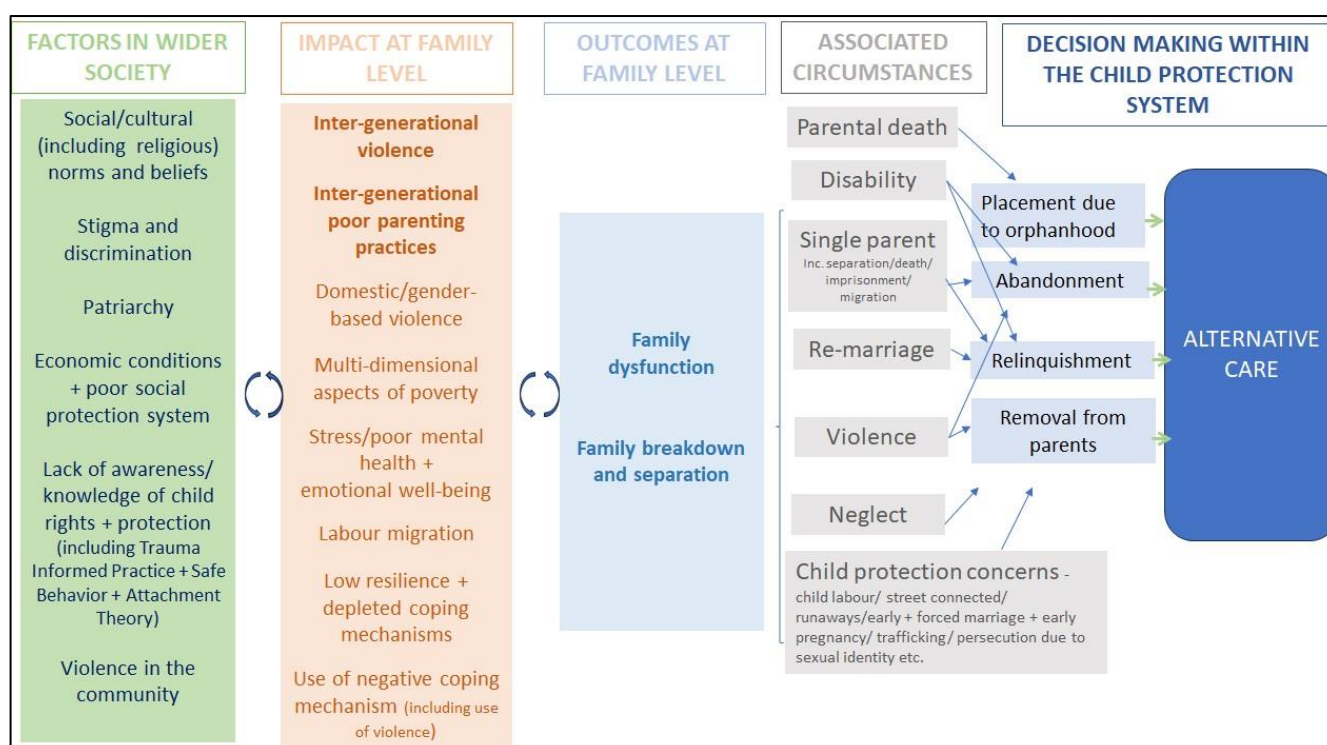 FACTORS IN WIDER
SOCIETY
Social/cultural
(including religious)
norms and beliefs
Stigma and
discrimination
Patriarchy
Economic conditions
+ poor social
protection system
Lack of awareness/
knowledge of child
rights + protection
(including Trauma
Informed Practice + Safe
Behavior + Attachment
Theory)
Violence in the
community
IMPACT AT FAMILY
LEVEL
Inter-generational
violence
Inter-generational
poor parenting
practices
Domestic/gender-
based violence
Multi-dimensional
aspects of poverty
Stress/poor mental
health +
emotional well-being
Labour migration
Low resilience +
depleted coping
mechanisms
Use of negative coping
mechanism (including use
of violence)
OUTCOMES AT
FAMILY LEVEL
Family
dysfunction
Family breakdown
and separation
ASSOCIATED
CIRCUMSTANCES
Parental death
Disability
Single parent
Inc. separation/death/
imprisonment/
migration
Re-marriage
Violence
Neglect
Child protection concerns -
child labour/ street connected/
runaways/early + forced marriage + early
pregnancy/ trafficking/ persecution due to
sexual identity etc.
DECISION MAKING WITHIN
THE CHILD PROTECTION
SYSTEM
Placement due
to orphanhood
Abandonment
Relinquishment
Removal from
parents
ALTERNATIVE
CARE